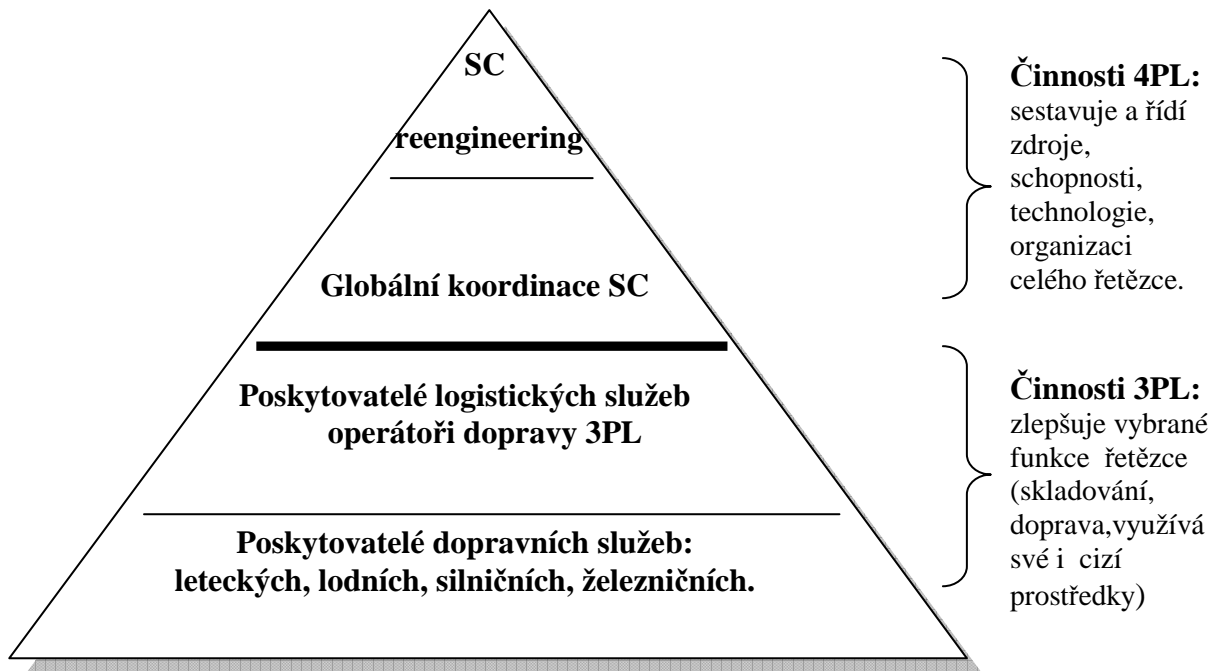 SC
reengineering
Globální koordinace SC
Poskytovatelé logistických služeb
operátoři dopravy 3PL
Poskytovatelé dopravních služeb:
leteckých, lodních, silničních, železničních.
Činnosti 4PL:
sestavuje a řídí
zdroje,
schopnosti,
technologie,
organizaci
celého řetězce.
Činnosti 3PL:
zlepšuje vybrané
funkce řetězce
(skladování,
doprava,využívá
své i cizí
prostředky)